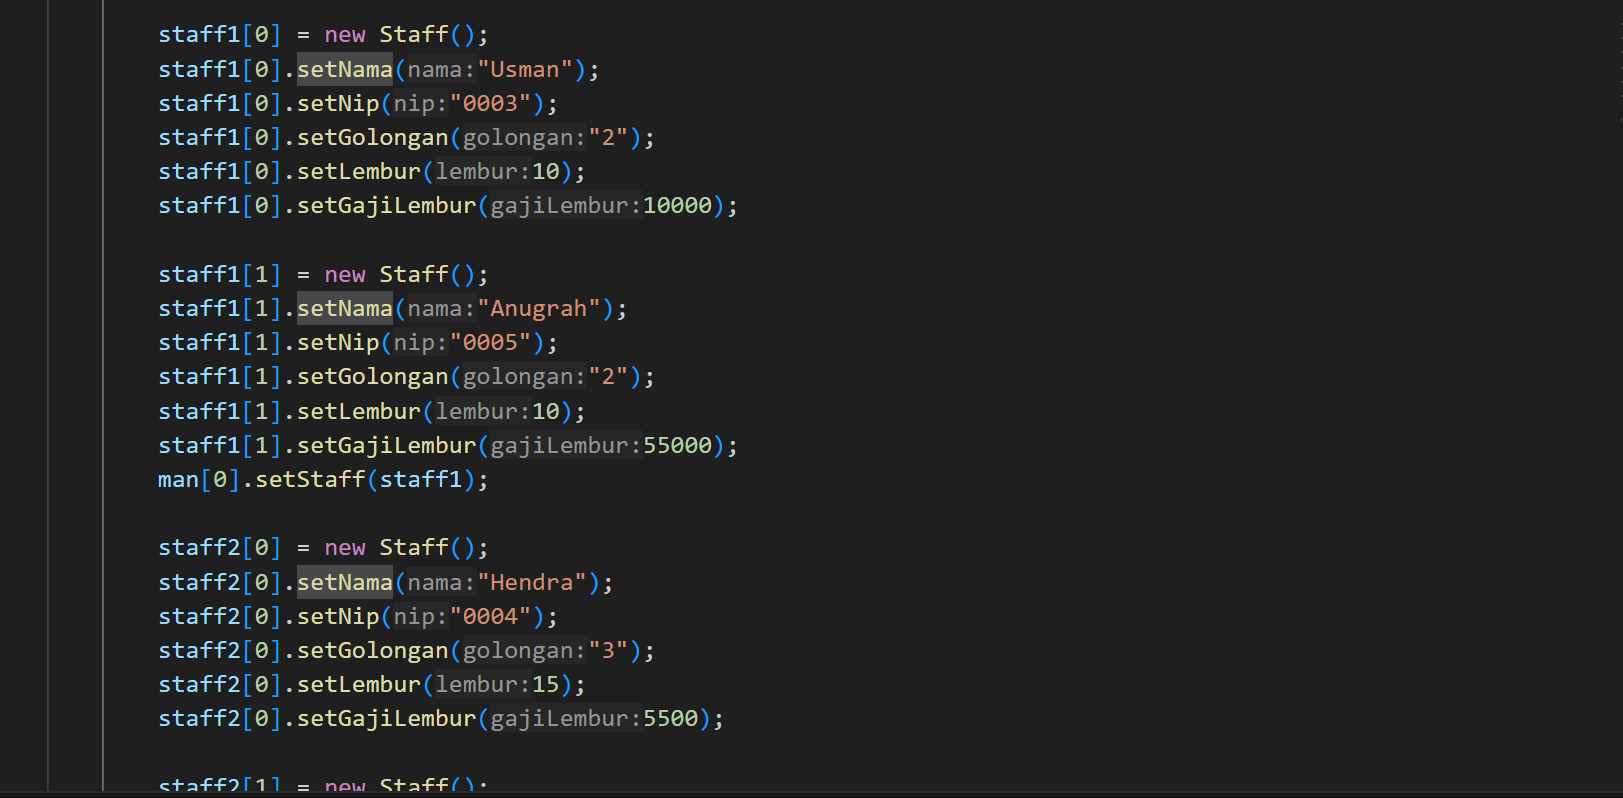 staff1[0] = new Staff();
staff1[0].setNama(nama:"Usman");
staff1[0].setNip(nip:"0003");
staff1[0].setGolongan(golongan:"2");
staff1[0].setLembur(lembur:10);
staff1[0].setGajiLembur(gajiLembur:10000);
staff1[1] = new Staff();
staff1[1].setNama(nama:"Anugrah");
staff1[1].setNip(nip:"0005");
staff1[1].setGolongan(golongan:"2");
staff1[1].setLembur(lembur:10);
staff1[1].setGajiLembur(gajiLembur:55000);
man[0].setStaff(staff1);
staff2[0] = new Staff();
staff2[0].setNama(nama:"Hendra");
staff2[0].setNip(nip:"0004");
staff2[0].setGolongan(golongan:"3");
staff2[0].setLembur(lembur:15);
staff2[0].setGajiLembur(gajiLembur:5500);
staff2[1] = new Staff();